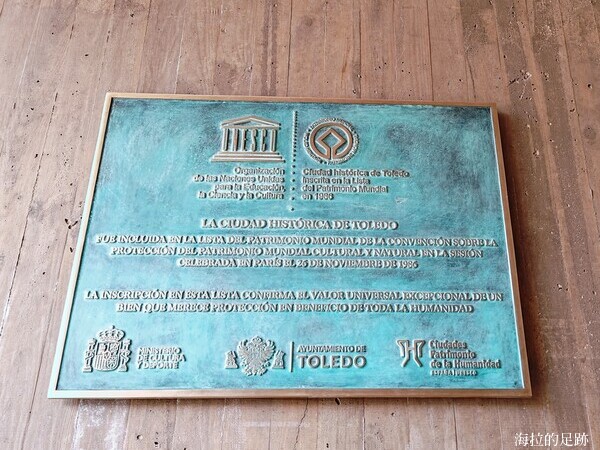 UNESCO
Organización
de las Naciones Unidas
para la Educación,
la Ciencia y la Cultura
Ciudad histórica de Toledo
inscrita en la Lista
del Patrimonio Mundial
en 1986
LA CIUDAD HISTÓRICA DE TOLEDO
FUE INCLUIDA EN LA LISTA DEL PATRIMONIO MUNDIAL DE LA CONVENCIÓN SOBRE LA
PROTECCIÓN DEL PATRIMONIO MUNDIAL CULTURAL Y NATURAL EN LA SESIÓN
CELEBRADA EN PARÍS EL 26 DE NOVIEMBRE DE 1986
LA INSCRIPCIÓN EN ESTA LISTA CONFIRMA EL VALOR UNIVERSAL EXCEPCIONAL DE UN
BIEN QUE MERECE PROTECCIÓN EN BENEFICIO DE TODA LA HUMANIDAD
MINISTERIO
DE CULTURA
Y DEPORTE
AYUNTAMIENTO DE
TOLEDO
Ciudades
Patrimonio
de la Humanidad
海拉的足跡